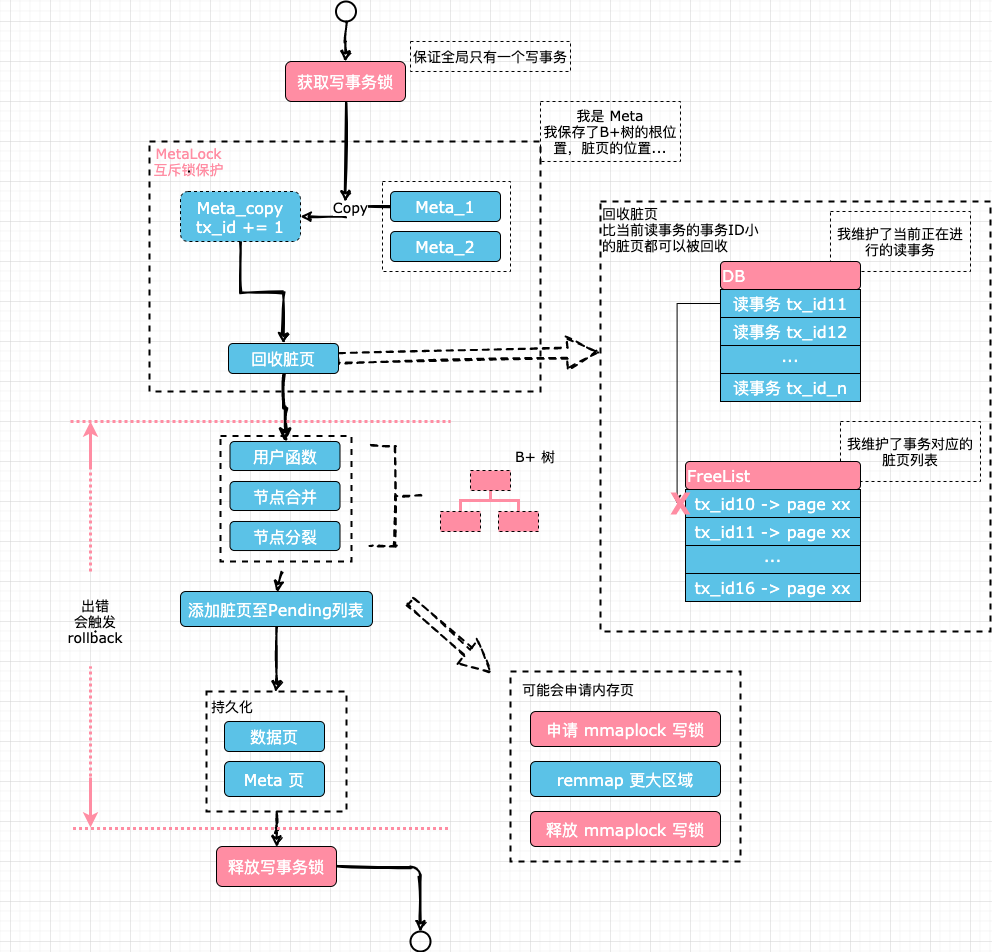 保证全局只有一个写事务
获取写事务锁
我是 Meta
我保存了B+树的根位
置，脏页的位置...
MetaLock
互斥锁保护
Meta_copy
tx_id += 1
Copy
Meta_1
Meta_2
回收脏页
回收脏页
比当前读事务的事务ID小
的脏页都可以被回收
我维护了当前正在进
行的读事务
DB
读事务 tx_id11
读事务 tx_id12
...
读事务 tx_id_n
我维护了事务对应的
脏页列表
FreeList
X
tx_id10 -> page xx
tx_id11 -> page xx
...
tx_id16 -> page xx
用户函数
节点合并
节点分裂
B+ 树
添加脏页至Pending列表
出错
会触发
rollback
持久化
数据页
Meta 页
可能会申请内存页
申请 mmaplock 写锁
remmap 更大区域
释放 mmaplock 写锁
释放写事务锁